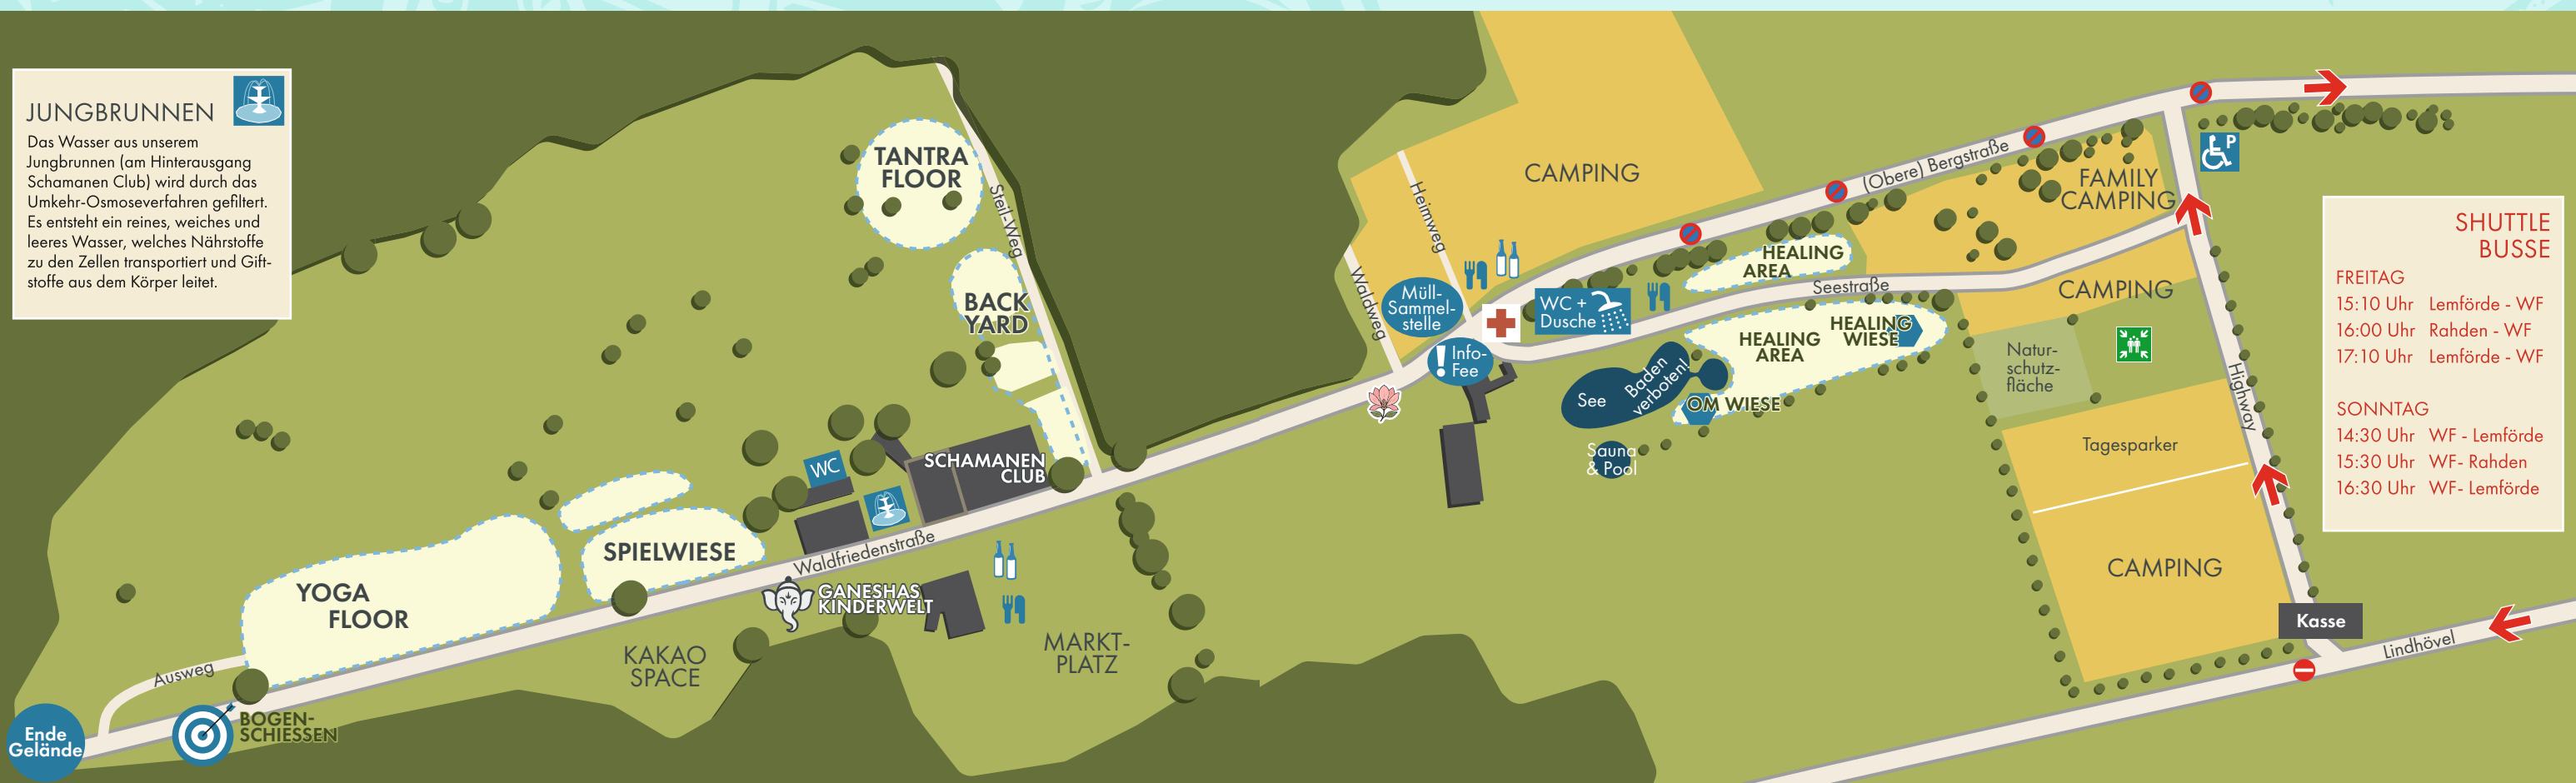 JUNGBRUNNEN
Das Wasser aus unserem
Jungbrunnen (am Hinterausgang
Schamanen Club) wird durch das
Umkehr-Osmoseverfahren gefiltert.
Es entsteht ein reines, weiches und
leeres Wasser, welches Nährstoffe
zu den Zellen transportiert und Gift-
stoffe aus dem Körper leitet.
TANTRA
FLOOR
Steil-Weg
BACK
YARD
SCHAMANEN
CLUB
WC
SPIELWIESE
YOGA
FLOOR
Waldfriedenstraße
GANESHAS
KINDERWELT
KAKAO
SPACE
MARKT-
PLATZ
Ausweg
BOGEN-
SCHIESSEN
Ende
Gelände
CAMPING
Heimweg
Waldweg
Müll-
Sammel-
stelle
Info-
Fee
!
WC +
Dusche
HEALING
AREA
Seestraße
(Obere) Bergstraße
FAMILY
CAMPING
P
HEALING
AREA
HEALING
WIESE
See
Baden
verboten!
OM WIESE
Sauna
& Pool
CAMPING
Natur-
schutz-
fläche
Highway
Tagesparker
CAMPING
Kasse
Lindhövel
SHUTTLE
BUSSE
FREITAG
15:10 Uhr Lemförde - WF
16:00 Uhr Rahden - WF
17:10 Uhr Lemförde - WF
SONNTAG
14:30 Uhr WF - Lemförde
15:30 Uhr WF- Rahden
16:30 Uhr WF- Lemförde